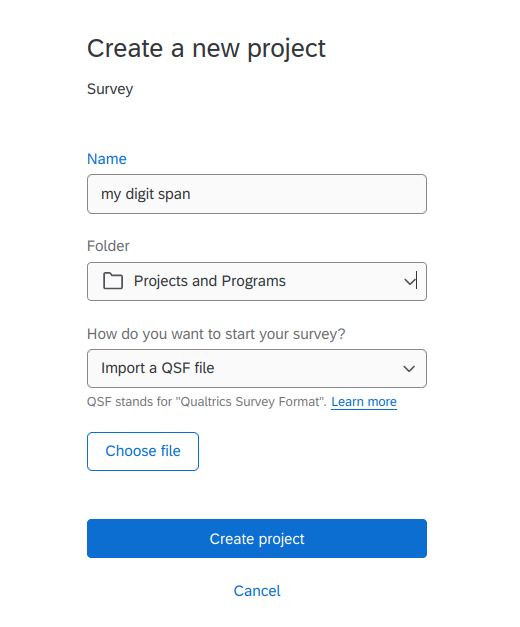 Create a new project
Survey
Name
my digit span
Folder
Projects and Programs
How do you want to start your survey?
Import a QSF file
QSF stands for "Qualtrics Survey Format". Learn more
Choose file
Create project
Cancel